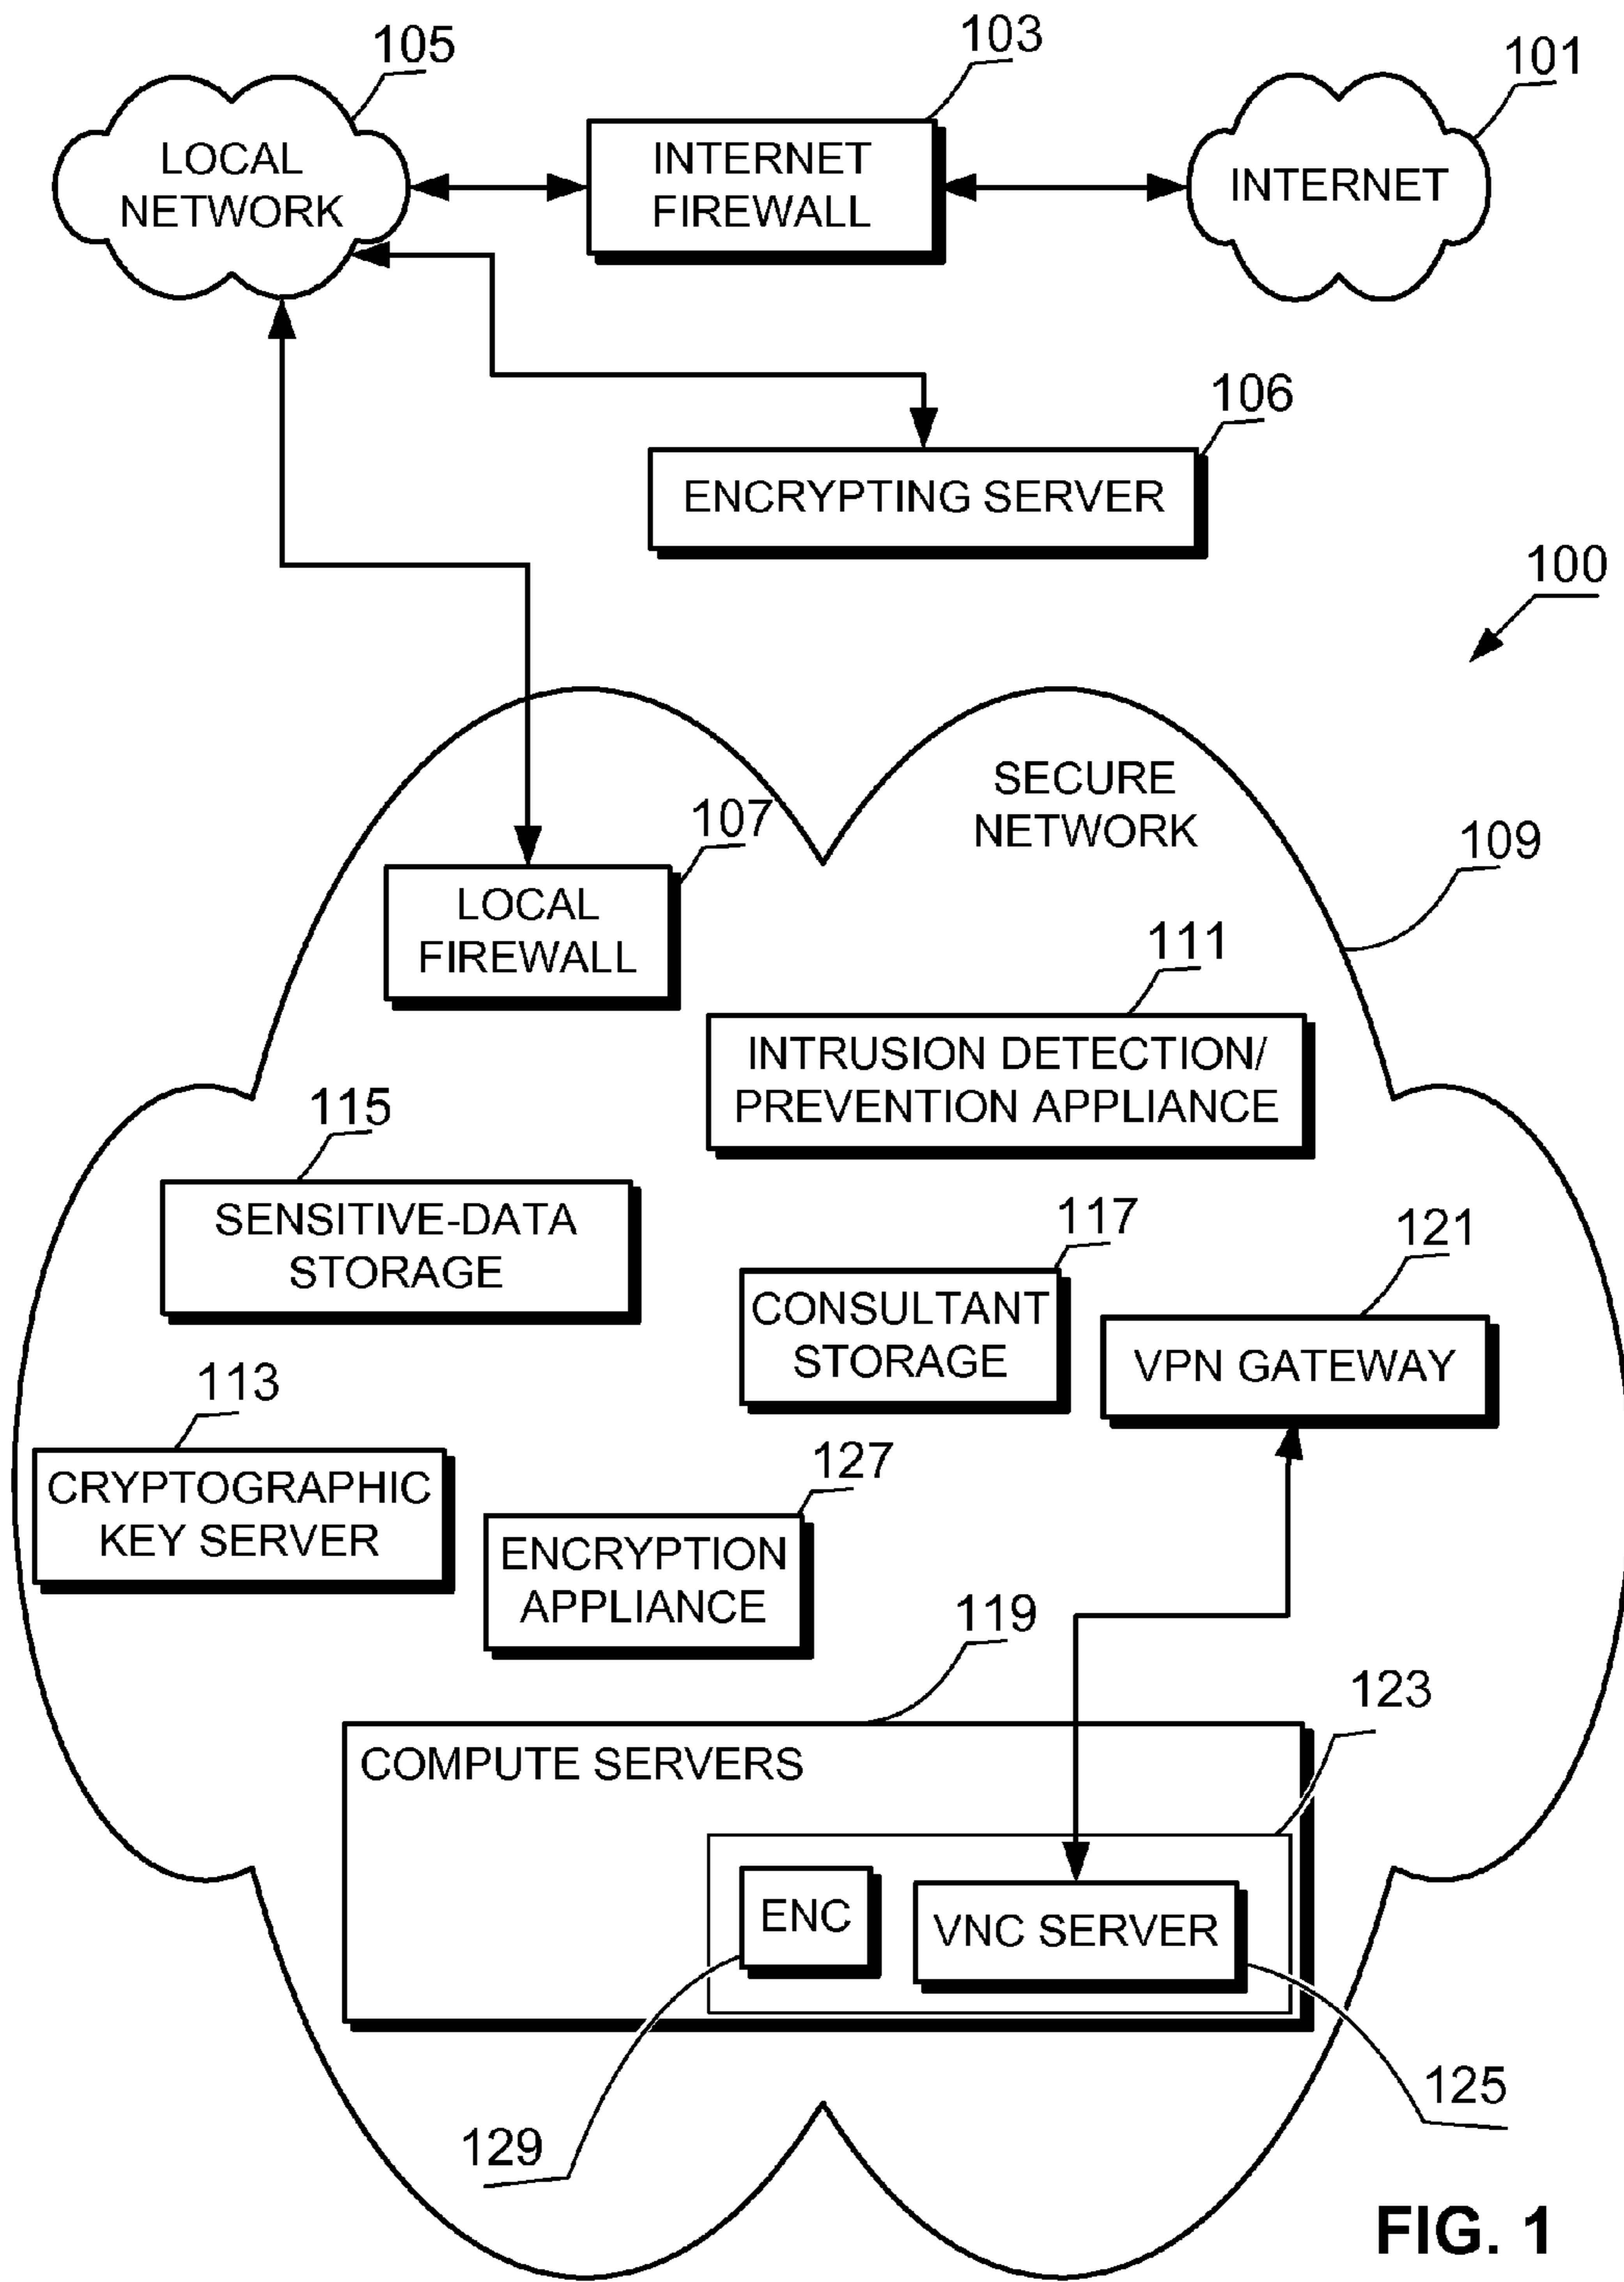 105
103
101
LOCAL
NETWORK
INTERNET
FIREWALL
INTERNET
106
ENCRYPTING SERVER
100
SECURE
NETWORK
107
109
LOCAL
FIREWALL
111
INTRUSION DETECTION/
PREVENTION APPLIANCE
115
SENSITIVE-DATA
STORAGE
117
CONSULTANT
STORAGE
121
VPN GATEWAY
113
CRYPTOGRAPHIC
KEY SERVER
127
ENCRYPTION
APPLIANCE
119
123
COMPUTE SERVERS
ENC
VNC SERVER
125
129
FIG. 1